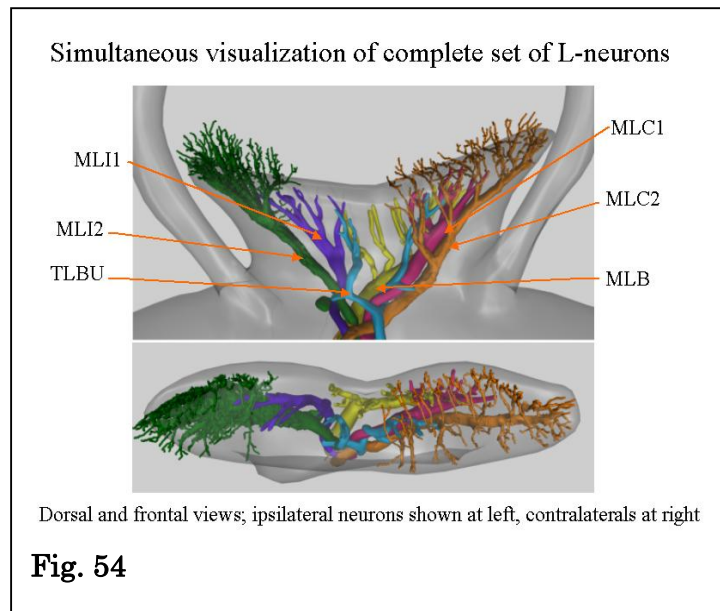 Simultaneous visualization of complete set of L-neurons
MLI1
MLI2
TLBU
MLC1
MLC2
MLB
Dorsal and frontal views; ipsilateral neurons shown at left, contralaterals at right
Fig. 54